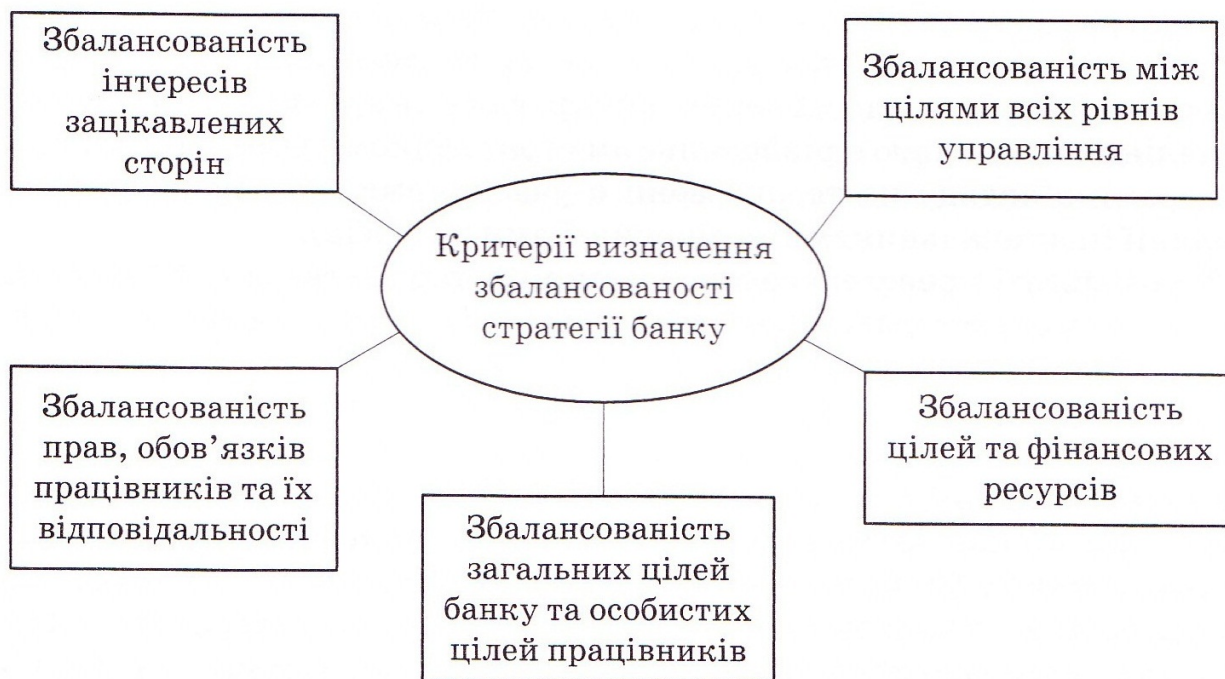 Збалансованість
інтересів
зацікавлених
сторін
Збалансованість між
цілями всіх рівнів
управління
Критерії визначення
збалансованості
стратегії банку
Збалансованість
прав, обов’язків
працівників та їх
відповідальності
Збалансованість
загальних цілей
банку та особистих
цілей працівників
Збалансованість
цілей та фінансових
ресурсів